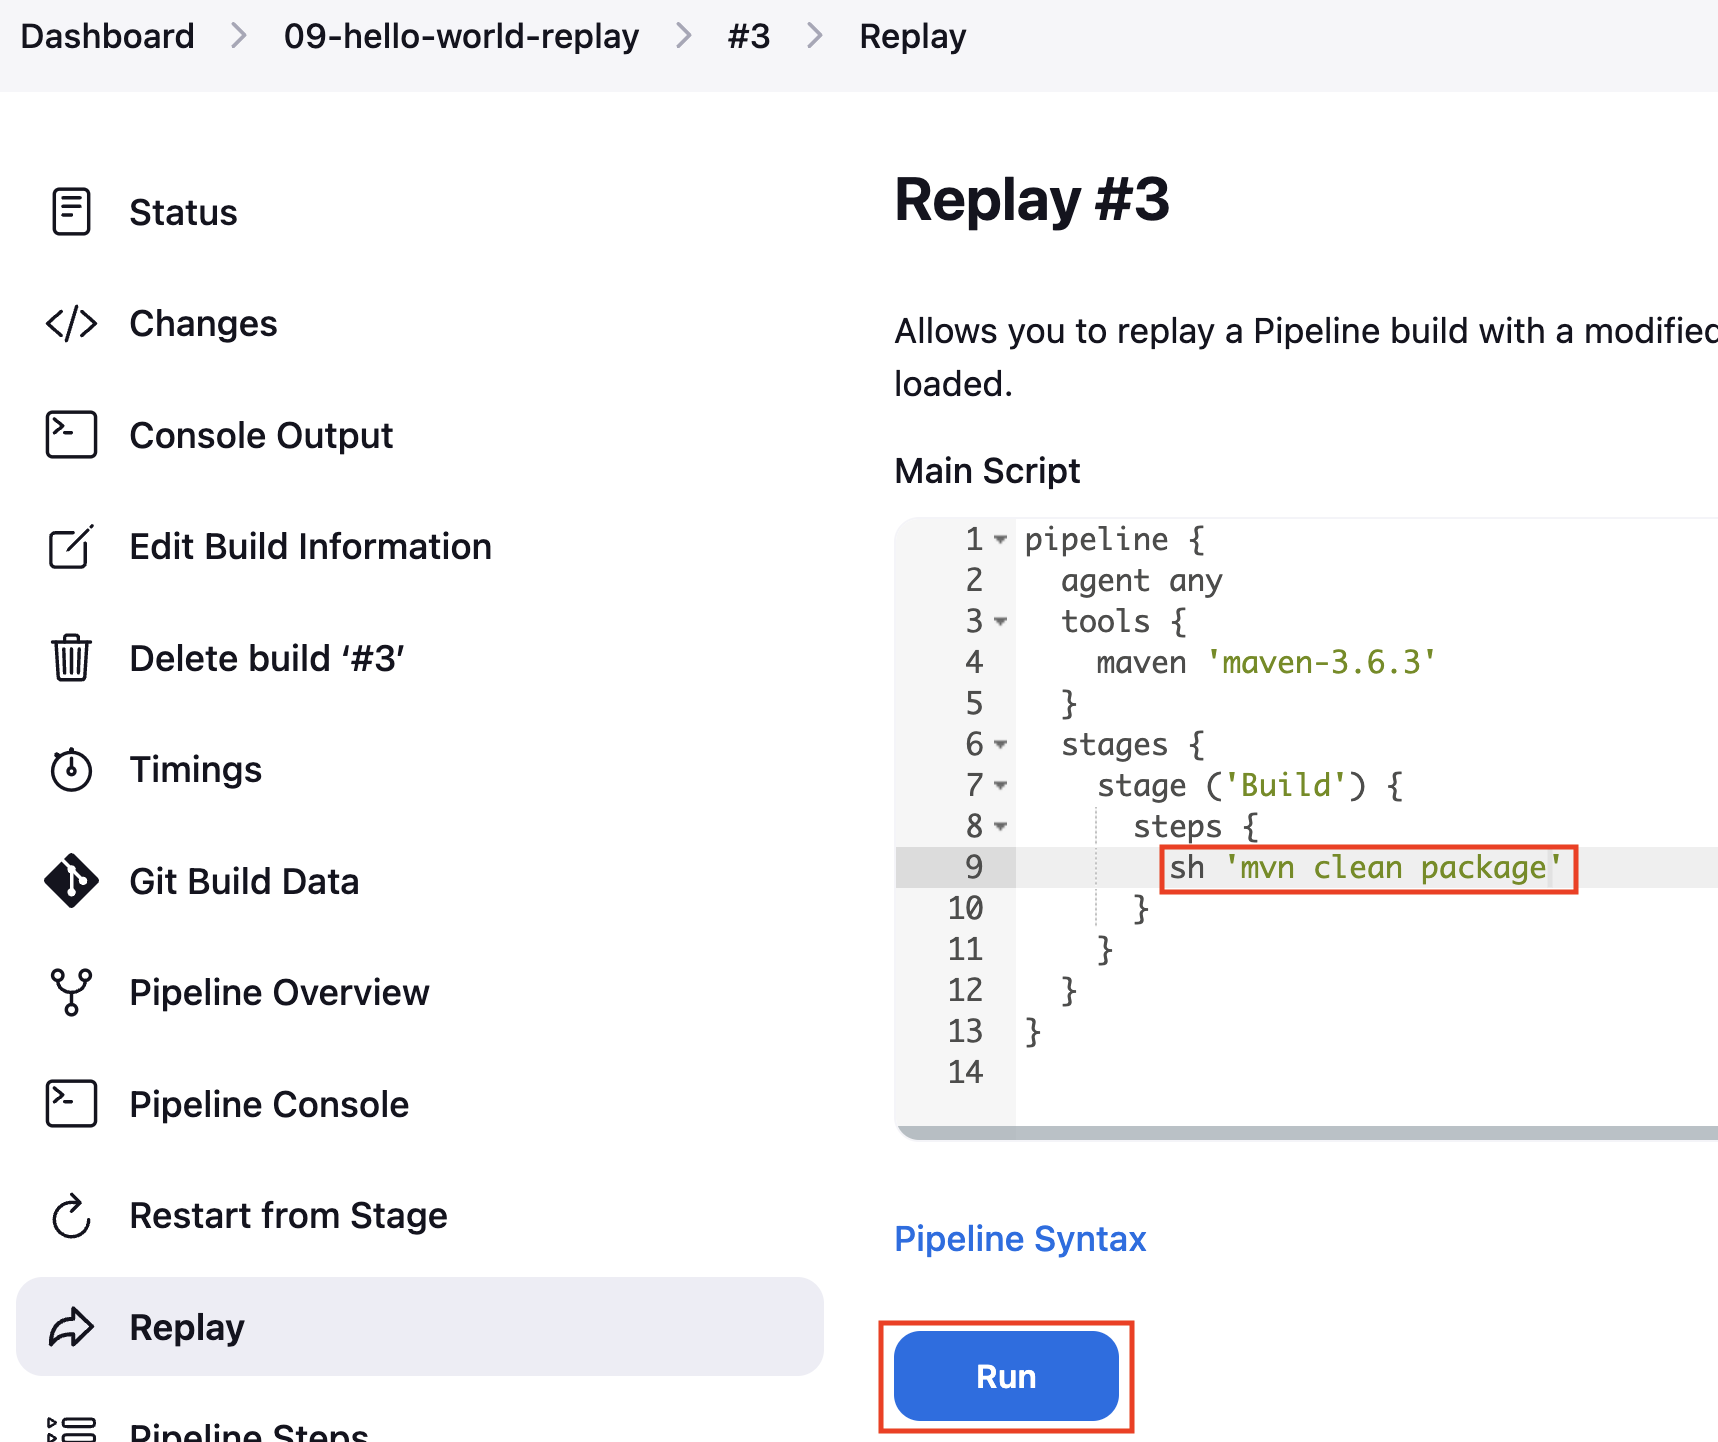 Dashboard > 09-hello-world-replay > #3 > Replay
Status
Changes
Console Output
Edit Build Information
Delete build ‘#3’
Timings
Git Build Data
Pipeline Overview
Pipeline Console
Restart from Stage
Replay
Pipeline Steps
Replay #3
Allows you to replay a Pipeline build with a modified
loaded.
Main Script
1 pipeline {
2   agent any
3   tools {
4     maven 'maven-3.6.3'
5   }
6   stages {
7     stage ('Build') {
8       steps {
9         sh 'mvn clean package'
10       }
11     }
12   }
13 }
14
Pipeline Syntax
Run